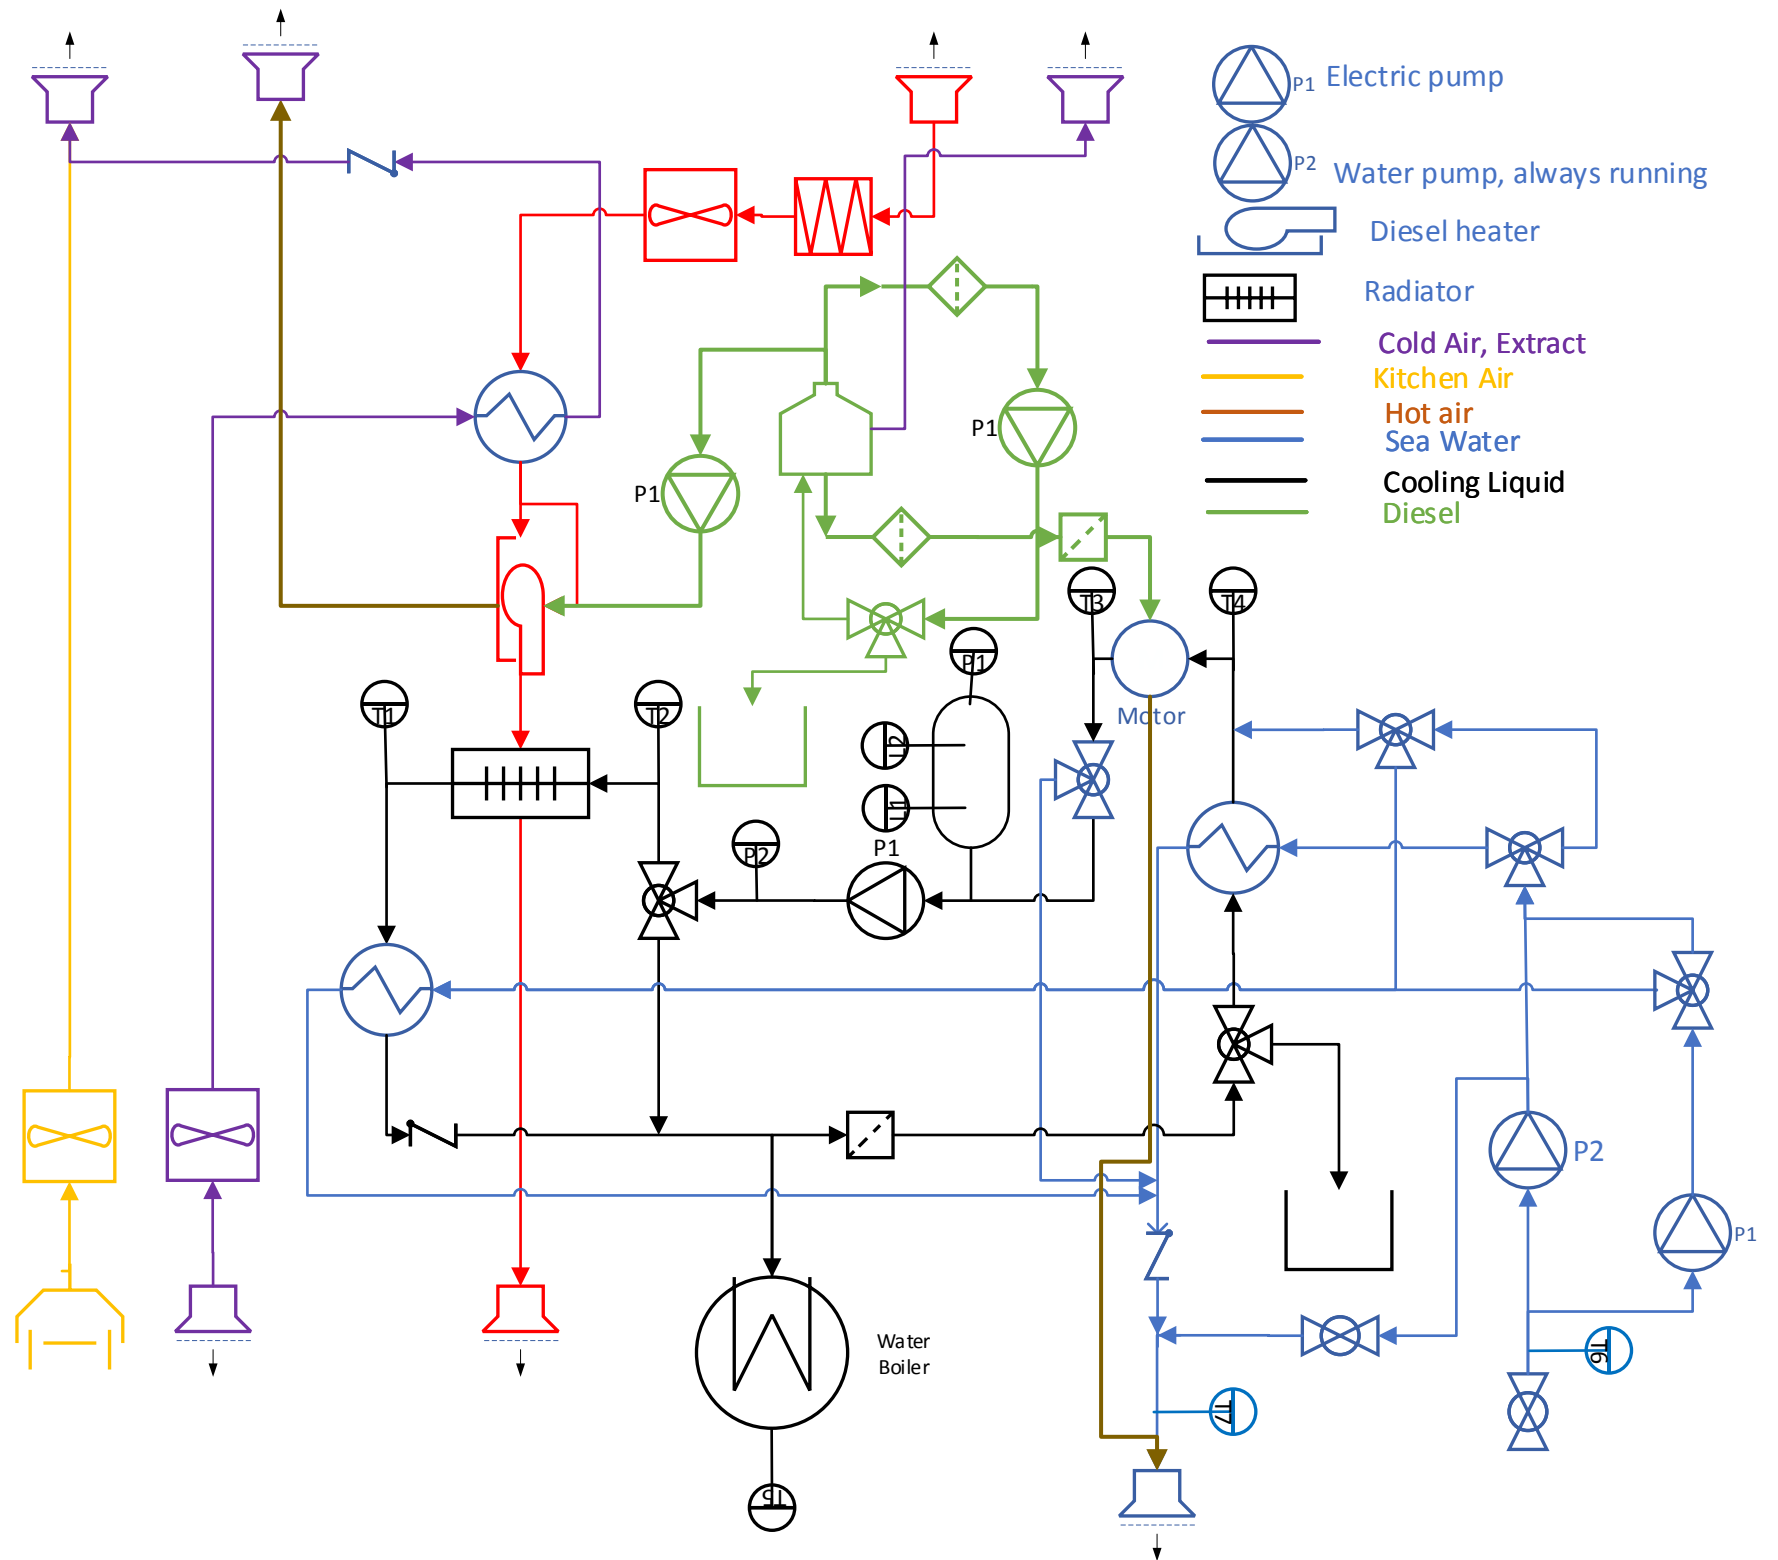 P1 Electric pump
P2 Water pump, always running
Diesel heater
Radiator
Cold Air, Extract
Kitchen Air
Hot air
Sea Water
Cooling Liquid
Diesel
P1
P1
T3
T4
P1
Motor
T1
T2
L2
L1
P1
P2
P2
P1
T6
Water
Boiler
T7
T5